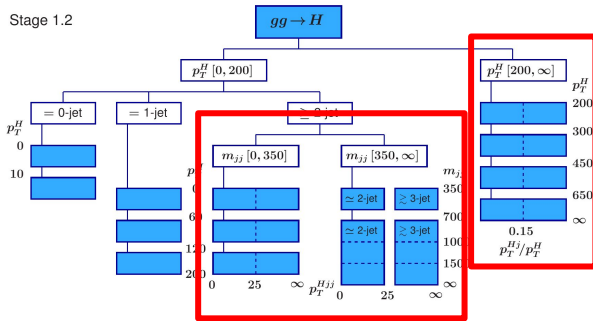 Stage 1.2
gg → H
p_T^H [0, 200]
p_T^H [200, ∞]
= 0-jet
= 1-jet
≥ 2-jet
m_jj [0, 350]
m_jj [350, ∞]
p_T^H
0
10
0
60
120
200
0
25
∞
p_T^Hjj
m_jj
350
700
1000
∞
≃ 2-jet
≳ 3-jet
≃ 2-jet
≳ 3-jet
0
25
∞
p_T^H
200
300
450
650
∞
0.15
p_T^Hj/p_T^H